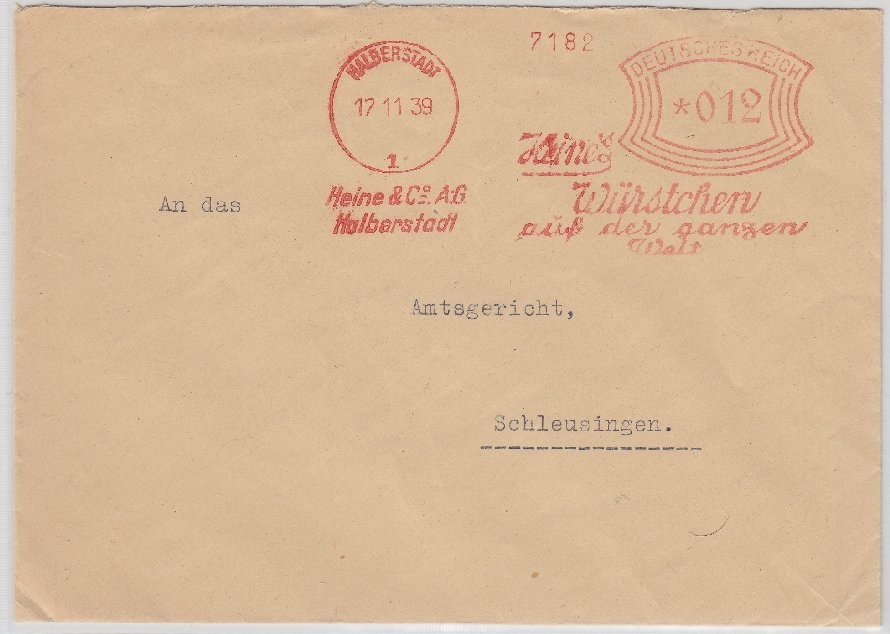 7182
DEUTSCHES REICH
*012
HALBERSTADT
17 11 39
1
Heine's
Heine & Co. A.G.
Halberstadt
Würstchen
auf der ganzen
Welt
An das
Amtsgericht,
Schleusingen.